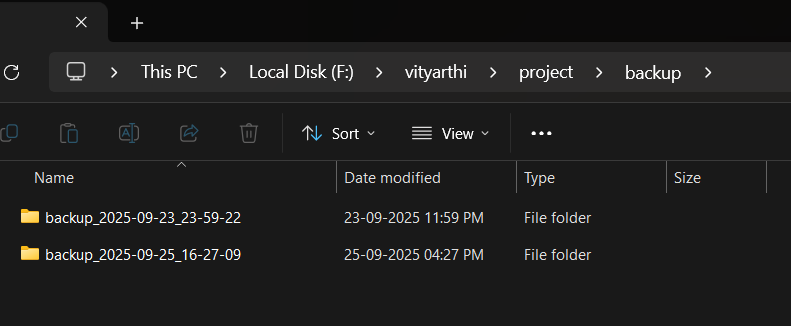 This PC > Local Disk (F:) > vityarthi > project > backup >
Sort View
Name Date modified Type Size
backup_2025-09-23_23-59-22 23-09-2025 11:59 PM File folder
backup_2025-09-25_16-27-09 25-09-2025 04:27 PM File folder